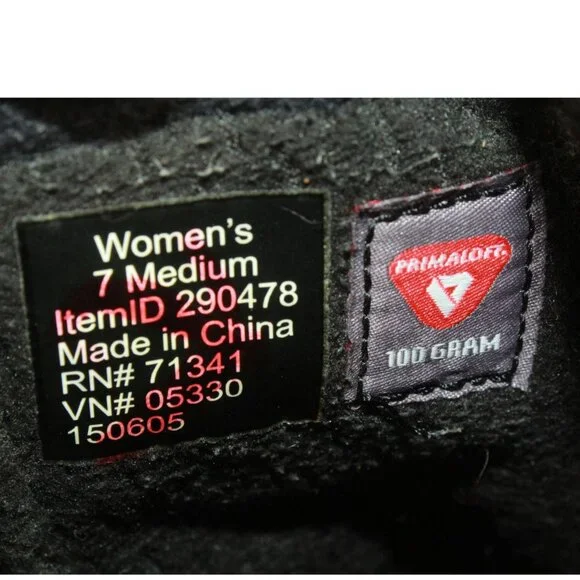 Women's
7 Medium
ItemID 290478
Made in China
RN# 71341
VN# 05330
150605
PRIMALOFT.
100 GRAM